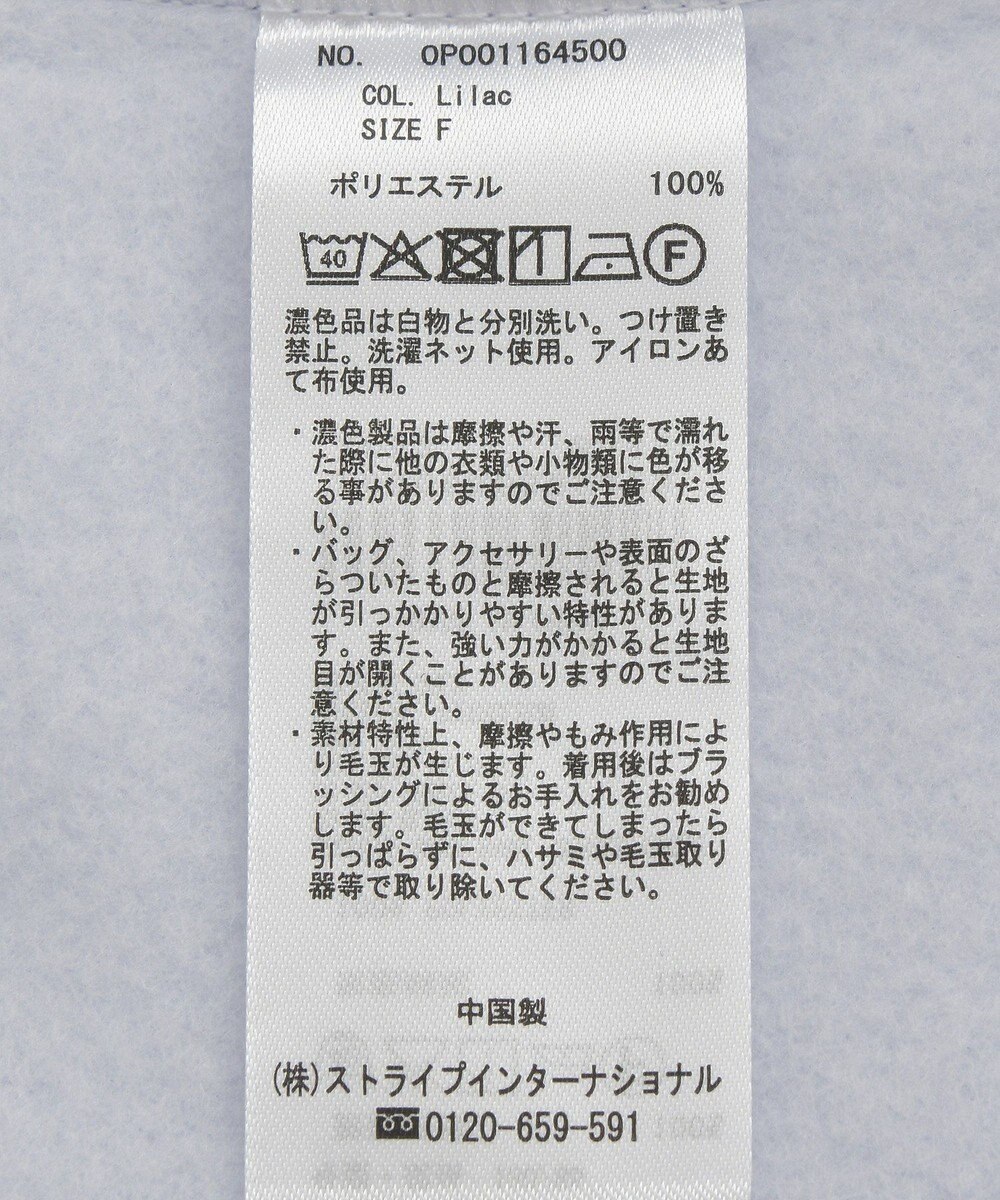 NO. OP001164500
COL. Lilac
SIZE F
ポリエステル 100%
40 F
濃色品は白物と分別洗い。つけ置き
禁止。洗濯ネット使用。アイロンあ
て布使用。
・濃色製品は摩擦や汗、雨等で濡れ
た際に他の衣類や小物類に色が移
る事がありますのでご注意くださ
い。
・バッグ、アクセサリーや表面のざ
らついたものと摩擦されると生地
が引っかかりやすい特性がありま
す。また、強い力がかかると生地
目が開くことがありますのでご注
意ください。
・素材特性上、摩擦やもみ作用によ
り毛玉が生じます。着用後はブラ
ッシングによるお手入れをお勧め
します。毛玉ができてしまったら
引っぱらずに、ハサミや毛玉取り
器等で取り除いてください。
中国製
(株)ストライプインターナショナル
0120-659-591